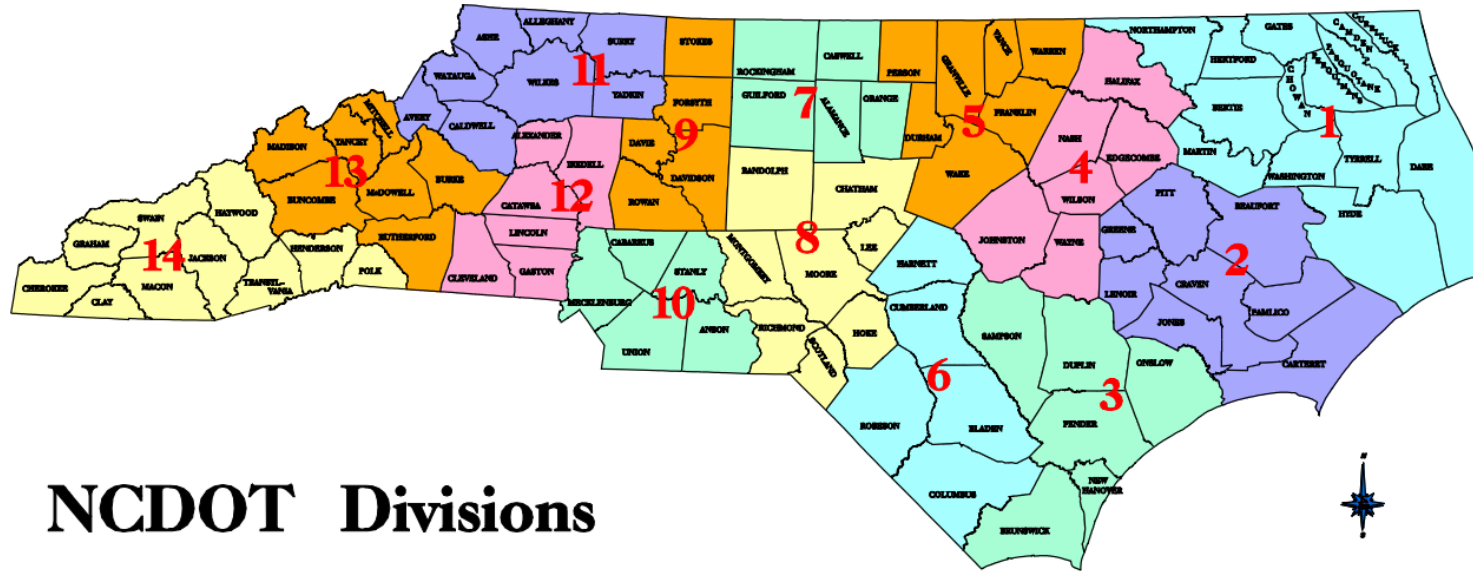 ALLEGHANY
ASHE
SURRY
STOKES
ROCKINGHAM
CASWELL
PERSON
GRANVILLE
VANCE
WARREN
NORTHAMPTON
GATES
CURRITUCK
CAMDEN
PASQUOTANK
PERQUIMANS
CHOWAN
HERTFORD
HALIFAX
BERTIE
WATAUGA
WILKES
11
YADKIN
FORSYTH
GUILFORD
7
ALAMANCE
ORANGE
DURHAM
5
FRANKLIN
NASH
EDGECOMBE
4
MARTIN
1
TYRRELL
DARE
WASHINGTON
MITCHELL
AVERY
CALDWELL
ALEXANDER
IREDELL
DAVIE
9
DAVIDSON
RANDOLPH
CHATHAM
WAKE
WILSON
PITT
BEAUFORT
HYDE
MADISON
YANCEY
13
BUNCOMBE
McDOWELL
BURKE
CATAWBA
12
ROWAN
LINCOLN
SWAIN
HAYWOOD
RUTHERFORD
CLEVELAND
GASTON
CABARRUS
STANLY
MONTGOMERY
8
MOORE
LEE
HARNETT
JOHNSTON
WAYNE
GREENE
2
LENOIR
CRAVEN
PAMLICO
JONES
CARTERET
GRAHAM
14
JACKSON
HENDERSON
POLK
CHEROKEE
CLAY
MACON
TRANSYL-
VANIA
MECKLENBURG
10
UNION
ANSON
RICHMOND
SCOTLAND
HOKE
CUMBERLAND
SAMPSON
DUPLIN
ONSLOW
6
3
ROBESON
BLADEN
PENDER
COLUMBUS
NEW
HANOVER
BRUNSWICK
NCDOT Divisions
N
S